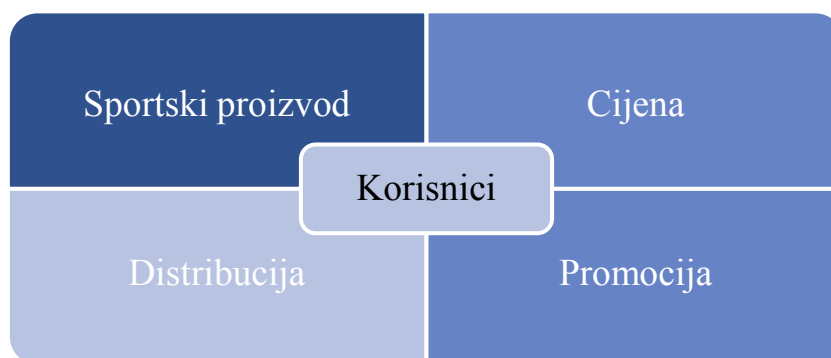 Sportski proizvod
Cijena
Korisnici
Distribucija
Promocija